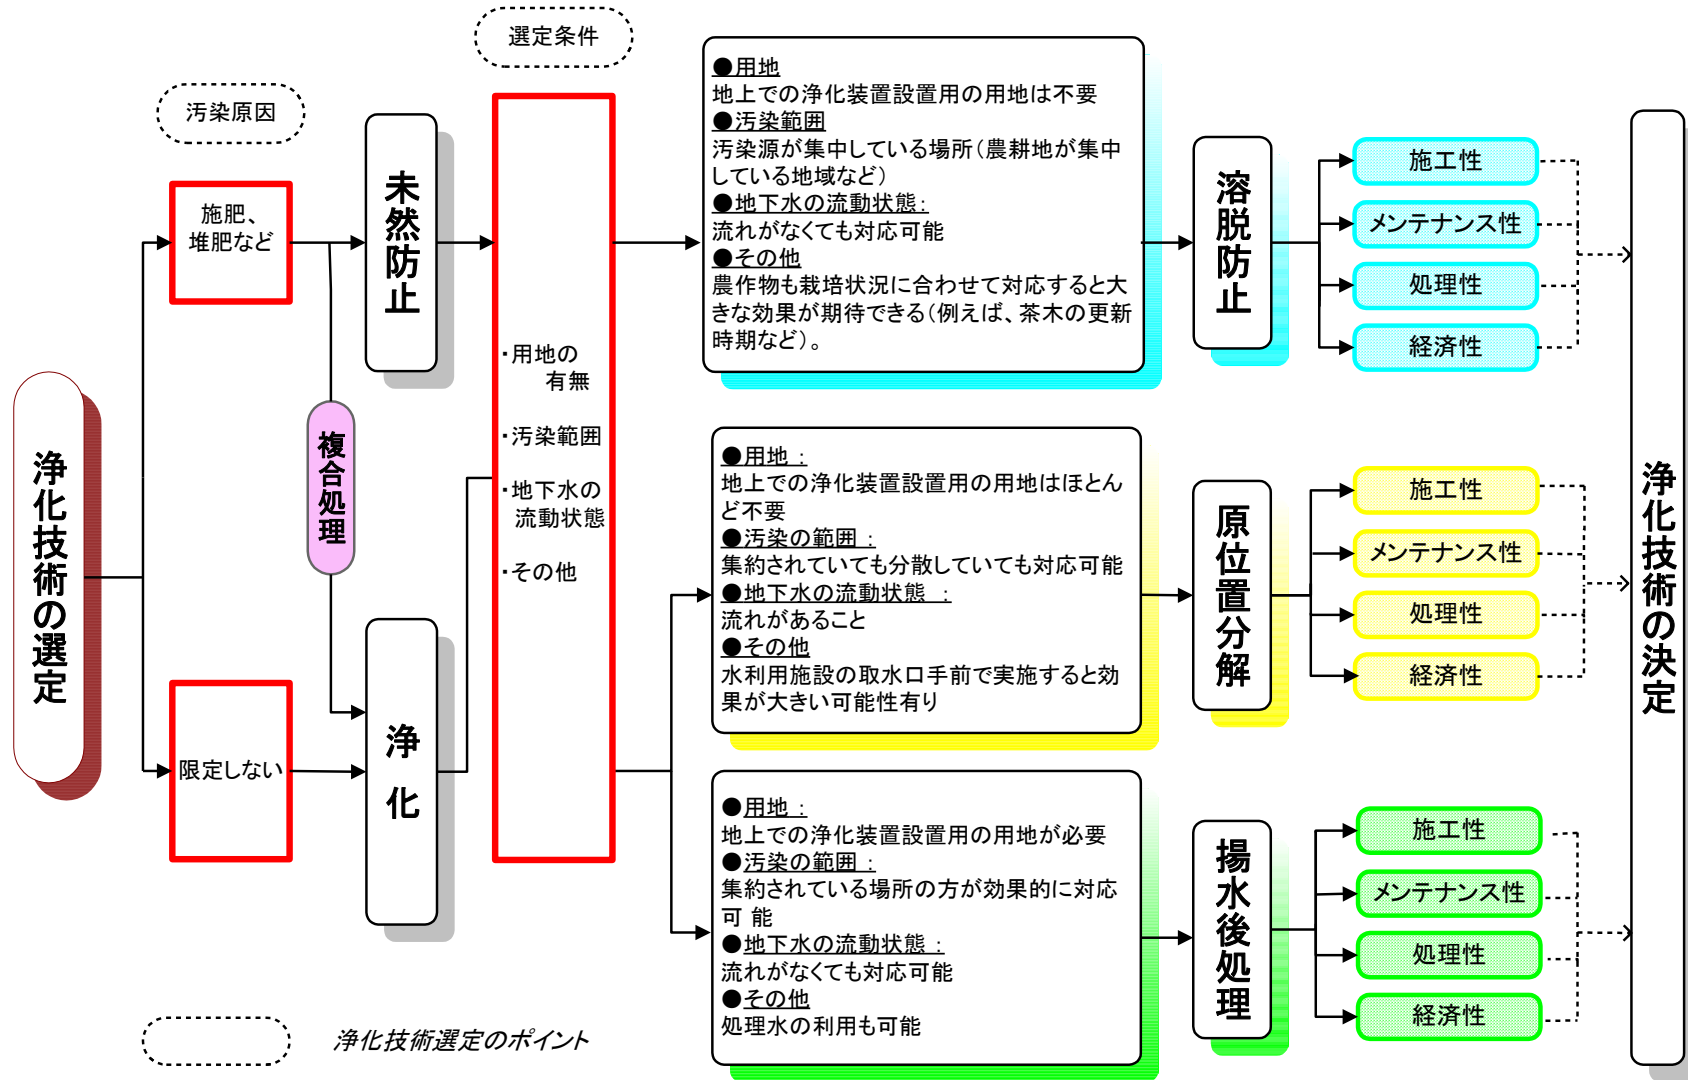 浄化技術の選定
汚染原因
施肥、
堆肥など
限定しない
未然防止
複合処理
浄化
選定条件
・用地の
有無
・汚染範囲
・地下水の
流動状態
・その他
●用地
地上での浄化装置設置用の用地は不要
●汚染範囲
汚染源が集中している場所(農耕地が集中
している地域など)
●地下水の流動状態:
流れがなくても対応可能
●その他
農作物も栽培状況に合わせて対応すると大
きな効果が期待できる(例えば、茶木の更新
時期など)。
溶脱防止
施工性
メンテナンス性
処理性
経済性
●用地 :
地上での浄化装置設置用の用地はほとん
ど不要
●汚染の範囲 :
集約されていても分散していても対応可能
●地下水の流動状態 :
流れがあること
●その他
水利用施設の取水口手前で実施すると効
果が大きい可能性有り
原位置分解
施工性
メンテナンス性
処理性
経済性
●用地 :
地上での浄化装置設置用の用地が必要
●汚染の範囲 :
集約されている場所の方が効果的に対応
可 能
●地下水の流動状態 :
流れがなくても対応可能
●その他
処理水の利用も可能
揚水後処理
施工性
メンテナンス性
処理性
経済性
浄化技術の決定
浄化技術選定のポイント